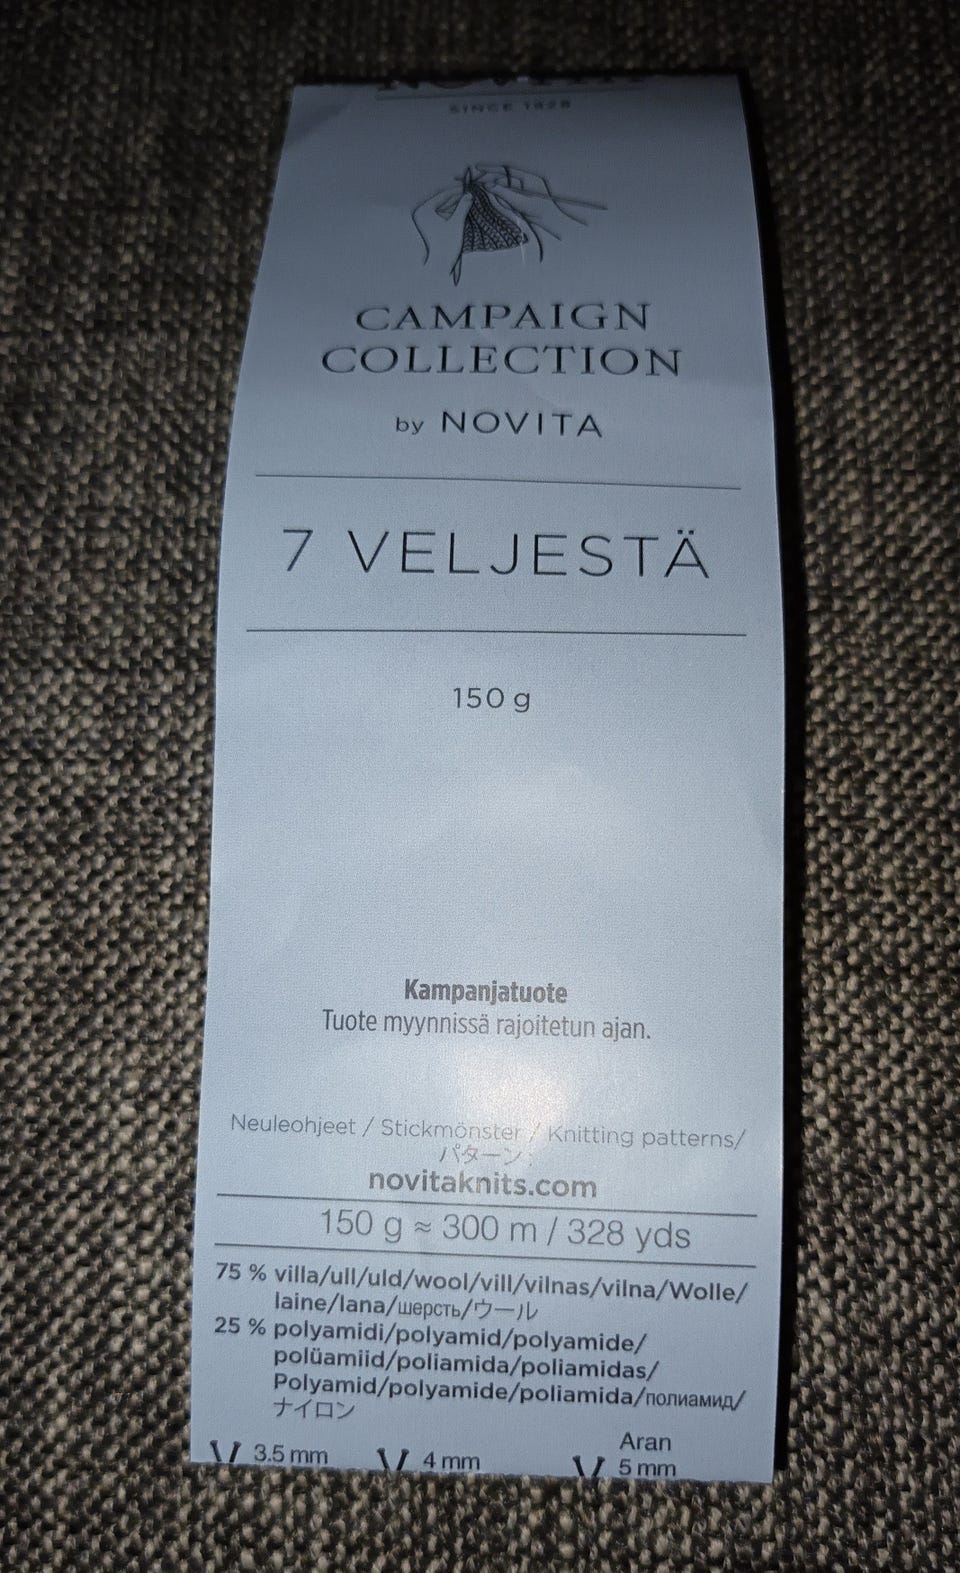 SINCE 1928
CAMPAIGN
COLLECTION
by NOVITA
7 VELJESTÄ
150 g
Kampanjatuote
Tuote myynnissä rajoitetun ajan.
Neuleohjeet / Stickmönster / Knitting patterns/
パターン:
novitaknits.com
150 g ≈ 300 m / 328 yds
75 % villa/ull/uld/wool/vill/vilnas/vilna/Wolle/
laine/lana/шерсть/ウール
25 % polyamidi/polyamid/polyamide/
polüamiid/poliamida/poliamidas/
Polyamid/polyamide/poliamida/полиамид/
ナイロン
Aran
3.5 mm 4 mm 5 mm